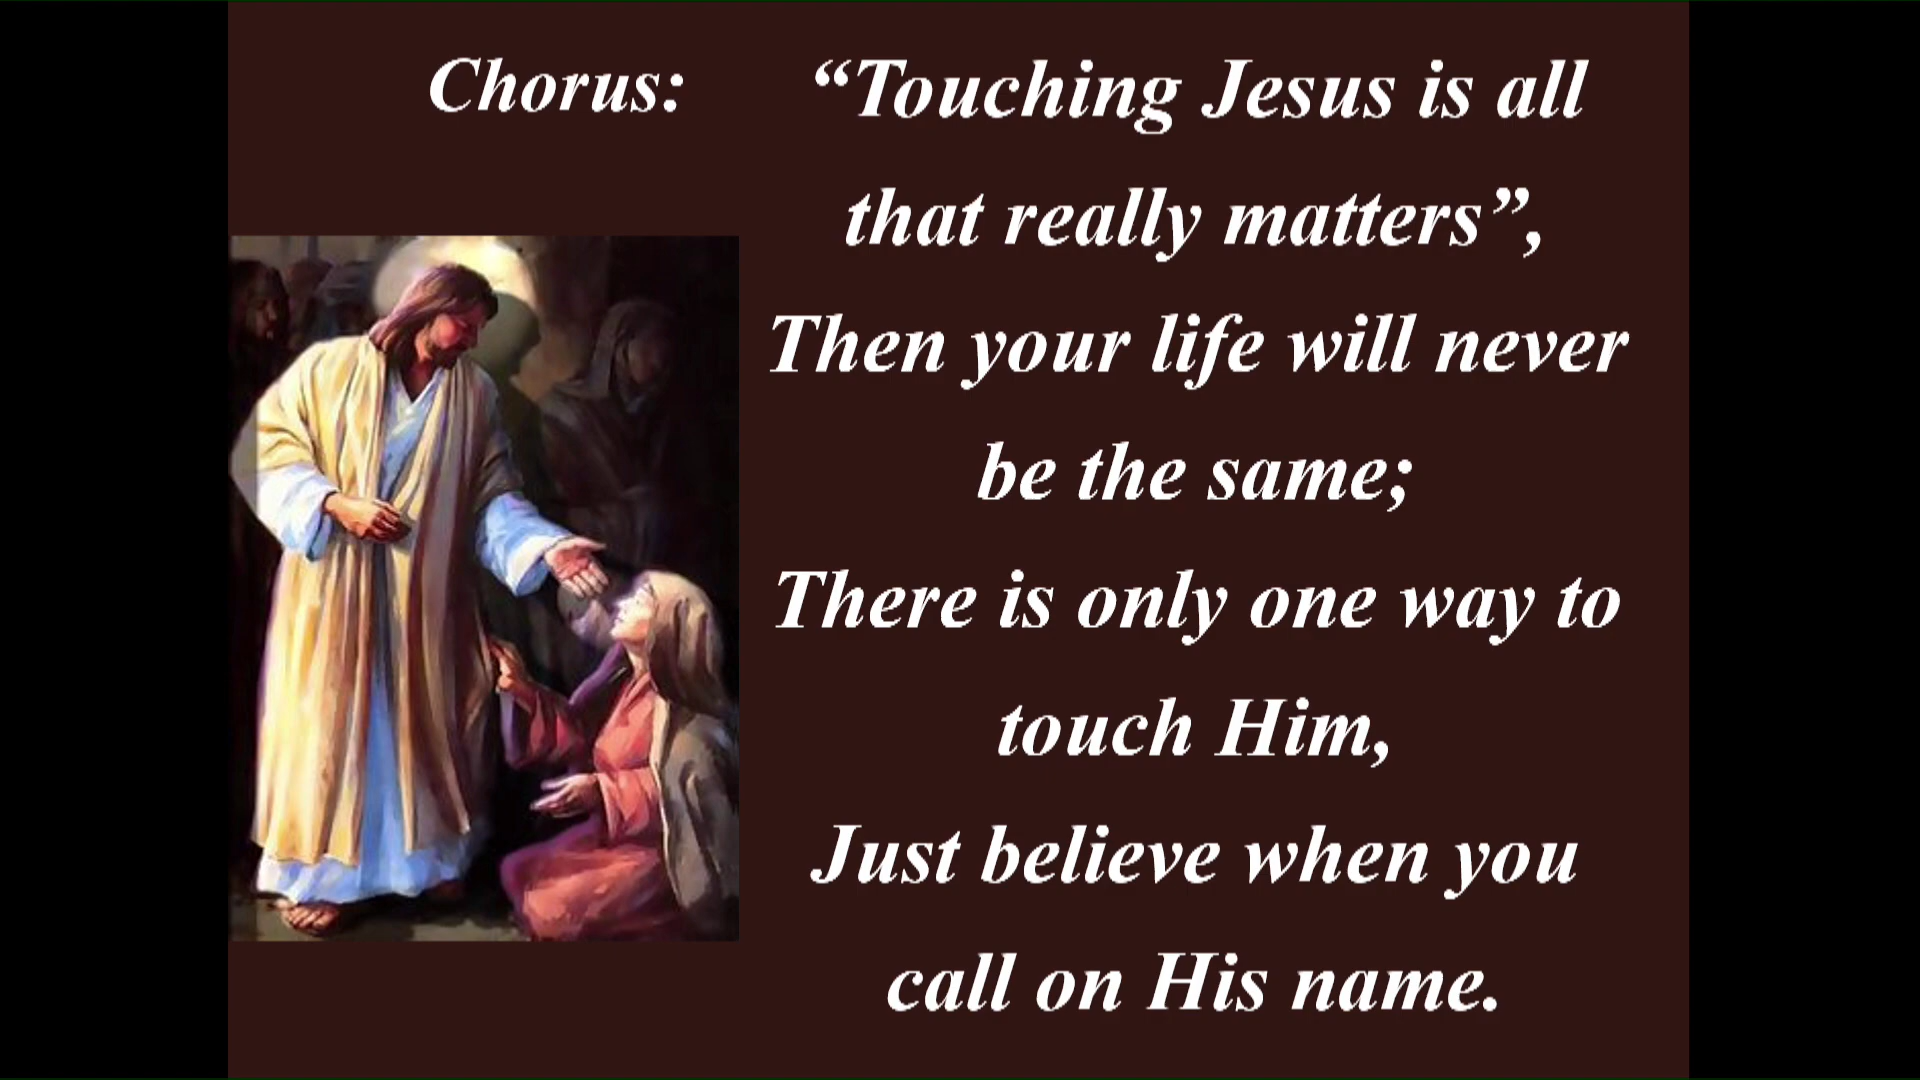 Chorus:
“Touching Jesus is all
that really matters”,
Then your life will never
be the same;
There is only one way to
touch Him,
Just believe when you
call on His name.